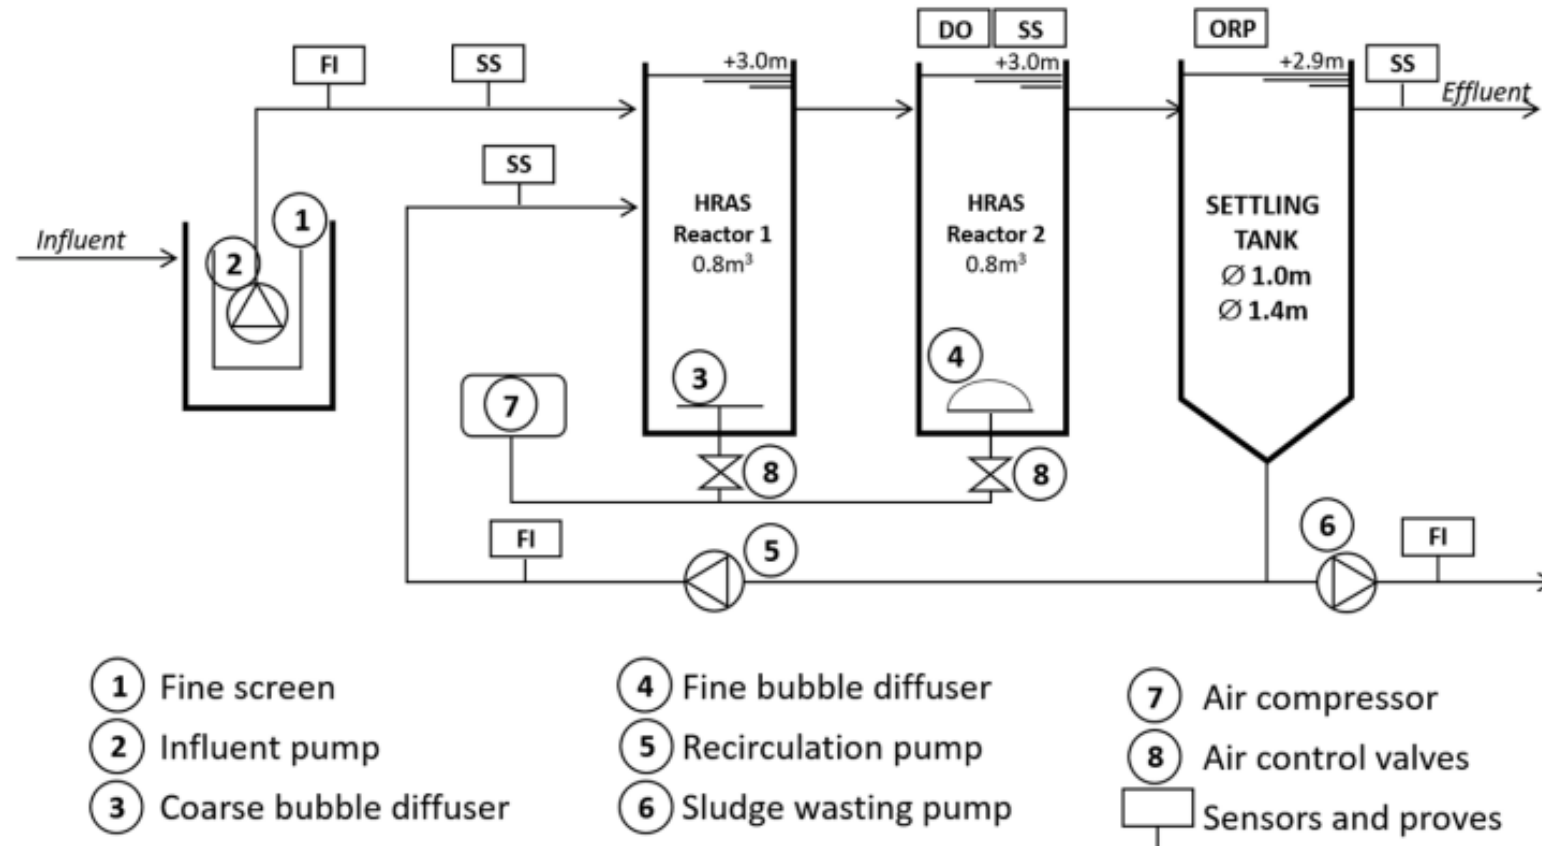 DO
SS
ORP
FI
SS
+3.0m
+3.0m
+2.9m
SS
Effluent
SS
Influent
1
2
HRAS
Reactor 1
0.8m³
HRAS
Reactor 2
0.8m³
SETTLING
TANK
∅ 1.0m
∅ 1.4m
3
4
7
8
8
FI
5
6
FI
1 Fine screen
2 Influent pump
3 Coarse bubble diffuser
4 Fine bubble diffuser
5 Recirculation pump
6 Sludge wasting pump
7 Air compressor
8 Air control valves
Sensors and proves